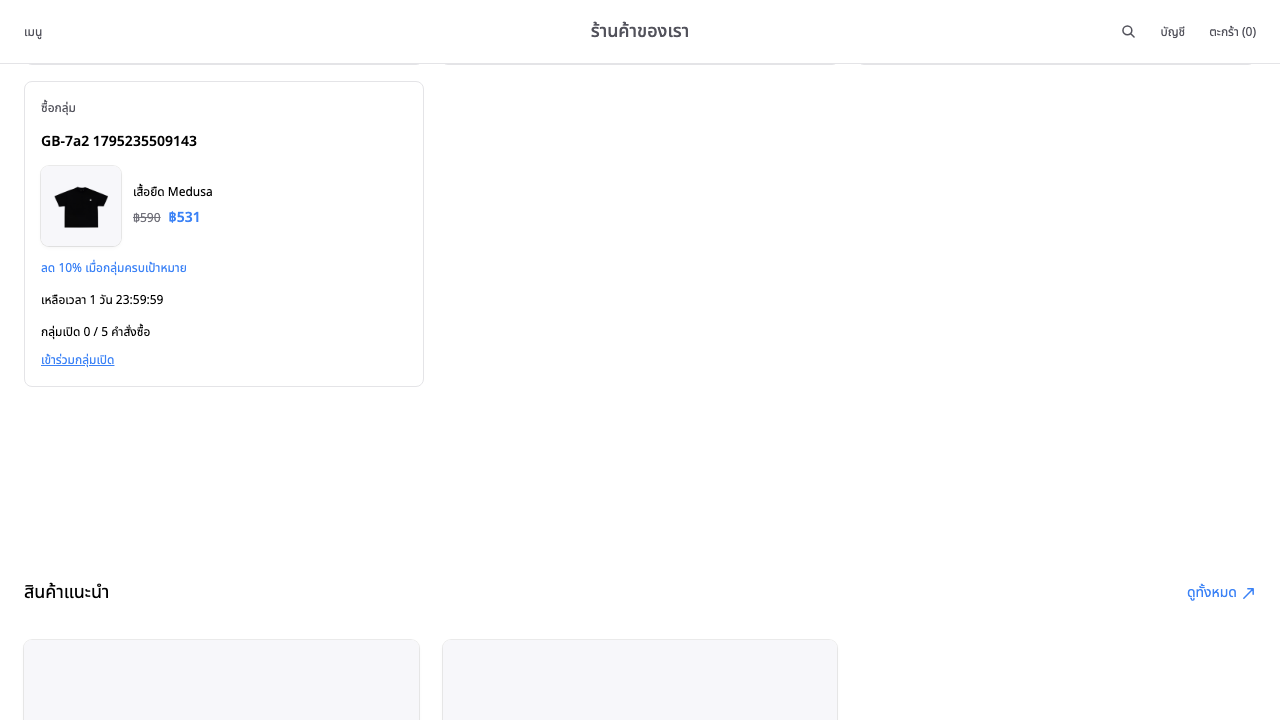 เมนู
ร้านค้าของเรา
บัญชี
ตะกร้า (0)
ซื้อกลุ่ม
GB-7a2 1795235509143
เสื้อยืด Medusa
฿590 ฿531
ลด 10% เมื่อกลุ่มครบเป้าหมาย
เหลือเวลา 1 วัน 23:59:59
กลุ่มเปิด 0 / 5 คำสั่งซื้อ
เข้าร่วมกลุ่มเปิด
สินค้าแนะนำ
ดูทั้งหมด